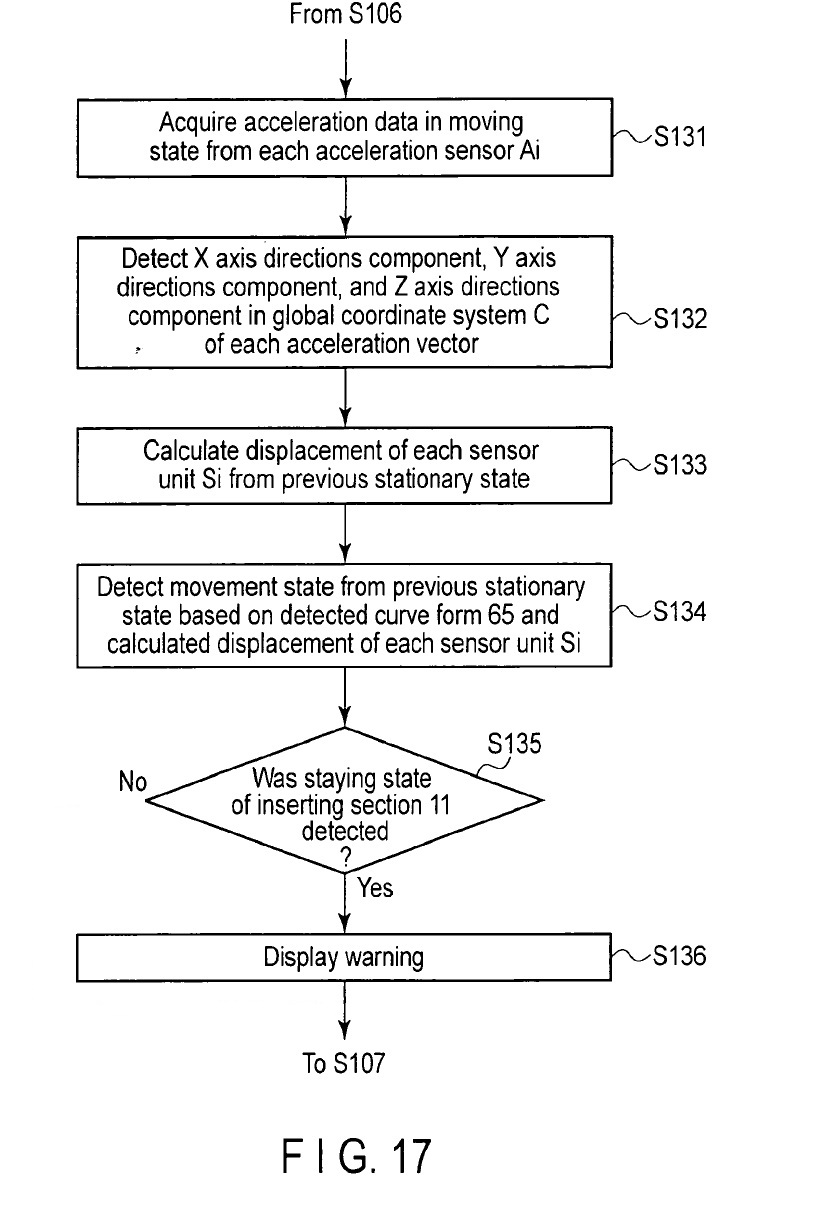 From S106
Acquire acceleration data in moving
state from each acceleration sensor Ai
S131
Detect X axis directions component, Y axis
directions component, and Z axis directions
component in global coordinate system C
of each acceleration vector
S132
Calculate displacement of each sensor
unit Si from previous stationary state
S133
Detect movement state from previous stationary
state based on detected curve form 65 and
calculated displacement of each sensor unit Si
S134
S135
No
Was staying state
of inserting section 11
detected
?
Yes
Display warning
S136
To S107
F I G. 17